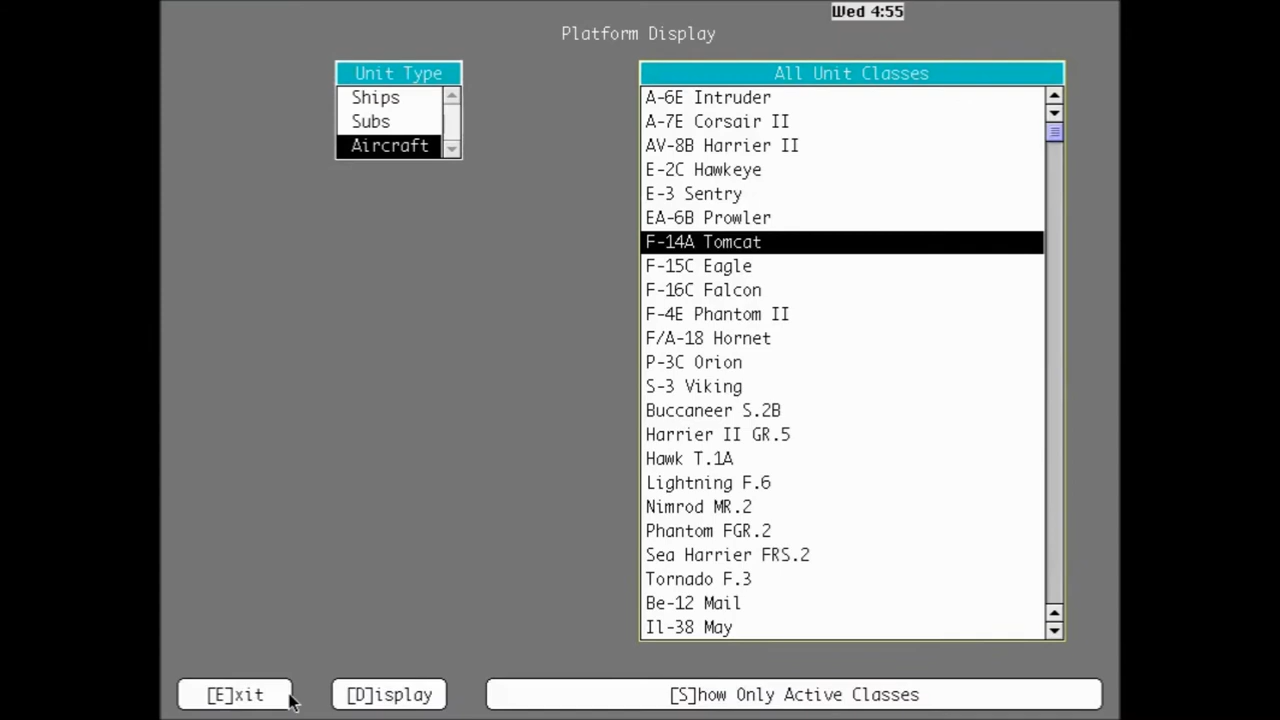 Wed 4:55
Platform Display
Unit Type
Ships
Subs
Aircraft
All Unit Classes
A-6E Intruder
A-7E Corsair II
AV-8B Harrier II
E-2C Hawkeye
E-3 Sentry
EA-6B Prowler
F-14A Tomcat
F-15C Eagle
F-16C Falcon
F-4E Phantom II
F/A-18 Hornet
P-3C Orion
S-3 Viking
Buccaneer S.2B
Harrier II GR.5
Hawk T.1A
Lightning F.6
Nimrod MR.2
Phantom FGR.2
Sea Harrier FRS.2
Tornado F.3
Be-12 Mail
Il-38 May
[E]xit
[D]isplay
[S]how Only Active Classes